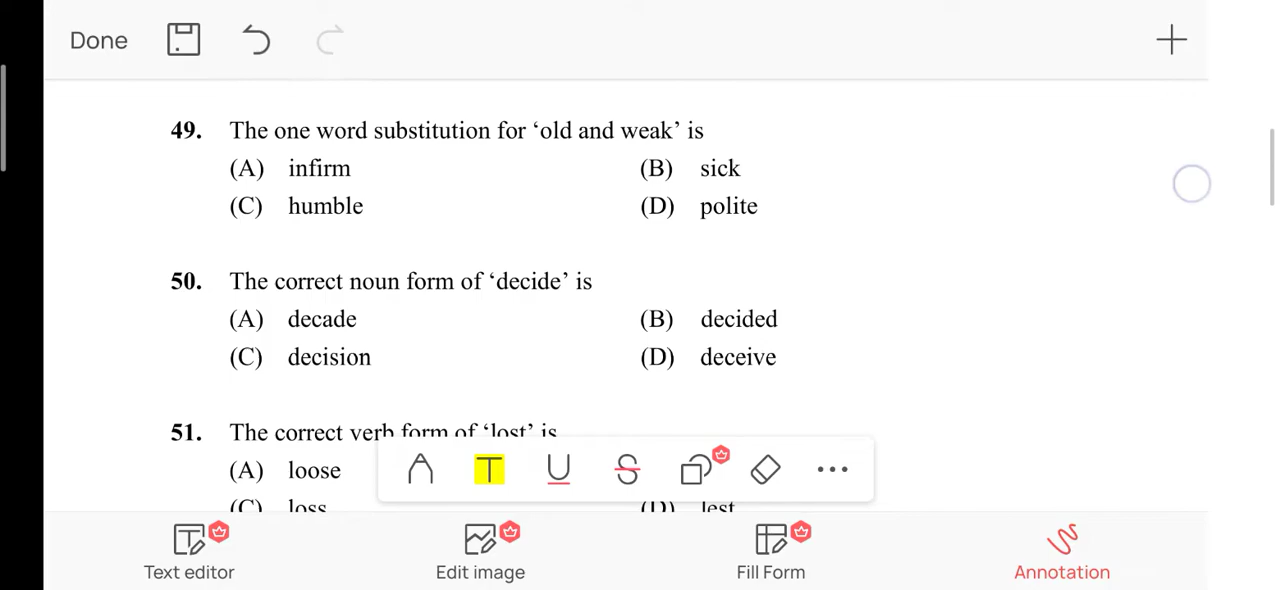 Done
49. The one word substitution for ‘old and weak’ is
(A) infirm (B) sick
(C) humble (D) polite
50. The correct noun form of ‘decide’ is
(A) decade (B) decided
(C) decision (D) deceive
51. The correct verb form of ‘lost’ is
(A) loose
(C) loss (D) lest
T U S
Text editor Edit image Fill Form Annotation